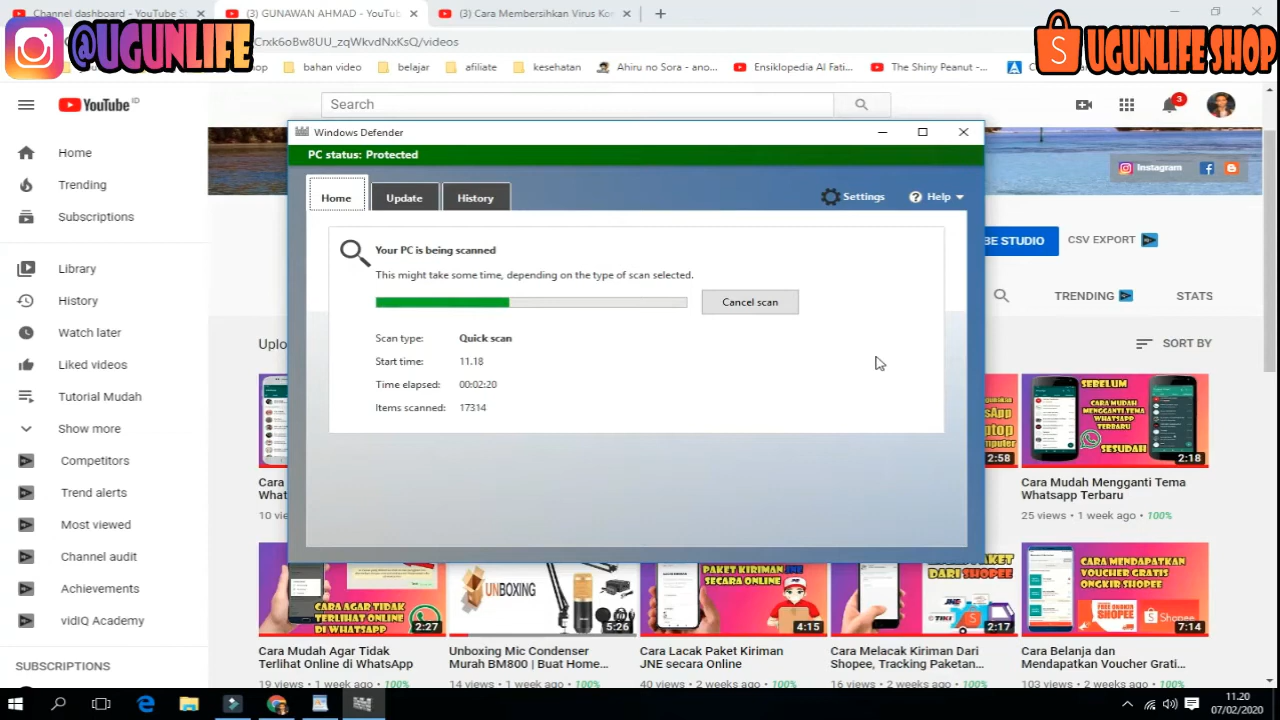 Channel dashboard - YouTube S
(3) GUNAWAN AHMAD - YouTub
(3) Cara Membersihkan Virus
@UGUNLIFE
Crxk6oBw8UU_zqWkvdNxKsQ/videos
UGUNLIFE SHOP
bahan video
belajar
afiliate
kesehatan
Ahiru no Sora - ano...
Ensiklopedia Al Fati...
The Shiny Peanut -...
YouTube ID
Search
3
Home
Trending
Subscriptions
Library
History
Watch later
Liked videos
Tutorial Mudah
Show more
Competitors
Trend alerts
Most viewed
Channel audit
Achievements
vidIQ Academy
SUBSCRIPTIONS
Windows Defender
PC status: Protected
Home
Update
History
Settings
Help
Your PC is being scanned
This might take some time, depending on the type of scan selected.
Cancel scan
Scan type: Quick scan
Start time: 11.18
Time elapsed: 00:02:20
Items scanned: 17314
Instagram
BE STUDIO
CSV EXPORT
TRENDING
STATS
Uplo
SORT BY
2:58
SEBELUM
CARA MUDAH
MENGGANTI TEMA
WHATSAPP
TERBARU
SESUDAH
2:18
Cara
What
10 vie
Cara Mudah Mengganti Tema
Whatsapp Terbaru
25 views • 1 week ago • 100%
CARA AGAR TIDAK
TERLIHAT ONLINE
DI WHATSAPP
2:27
UNBOXING
5:26
PAKET KIRIMAN
SECARA ONLINE
4:15
PAKET
DARI SHOPEE
2:17
CARA MENDAPATKAN
VOUCHER GRATIS
ONGKIR SHOPEE
FREE ONGKIR
Shopee
7:14
Cara Mudah Agar Tidak
Terlihat Online di WhatsApp
19 views • 1 week ago • 100%
Unboxing Mic Condenser
Murah BM800 | Buat Home...
14 views • 1 week ago • 100%
Cara Lacak Paket Kiriman
JNE secara Online
40 views • 1 week ago • 100%
Cara Melacak Kiriman Dari
Shopee, Tracking Paketan...
16 views • 2 weeks ago • 100%
Cara Belanja dan
Mendapatkan Voucher Grati...
103 views • 2 weeks ago • 100%
11.20
07/02/2020